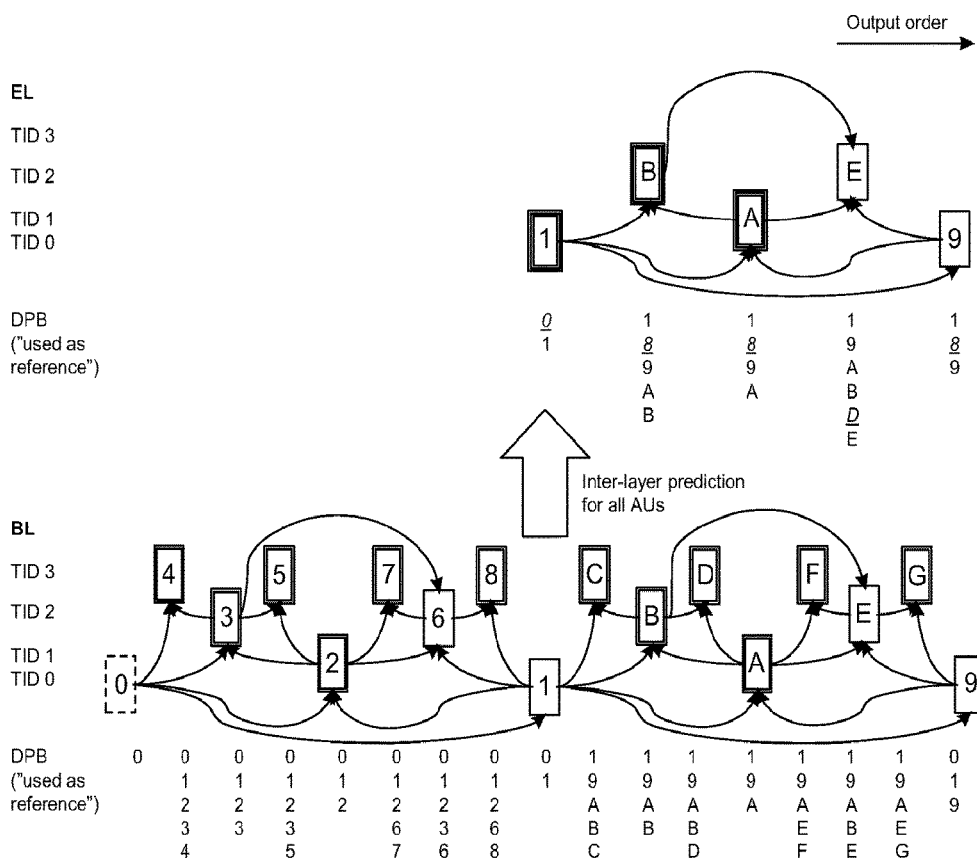 Output order
EL
TID 3
TID 2
B E
TID 1
A
TID 0
1 9
DPB
("used as
reference")
0 1 1 1 1
1 8 8 9 8
9 9 A 9
A A B
B D
E
Inter-layer prediction
for all AUs
BL
TID 3
4 5 7 8 C D F G
TID 2
3 6 B E
TID 1
2 A
TID 0
0 1 9
DPB
("used as
reference")
0 0 0 0 0 0 0 0 0 1 1 1 1 1 1 1 0
1 1 1 1 1 1 1 1 9 9 9 9 9 9 9 1
2 2 2 2 2 2 2 A A A A A A A 9
3 3 3 6 3 6 B B B E B E
4 5 7 6 8 C D F E G